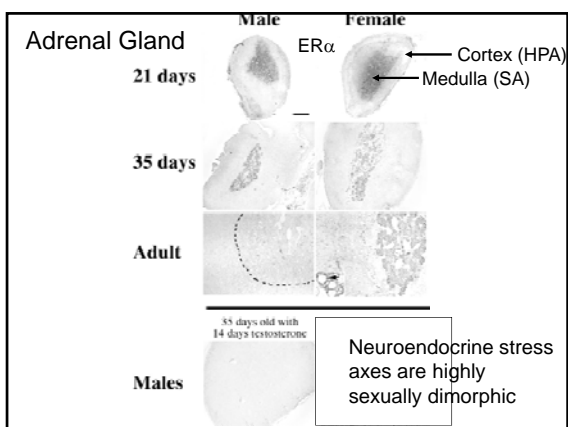 Adrenal Gland
Male Female
ERα
Cortex (HPA)
Medulla (SA)
21 days
35 days
Adult
35 days old with
14 days testosterone
Males
Neuroendocrine stress
axes are highly
sexually dimorphic